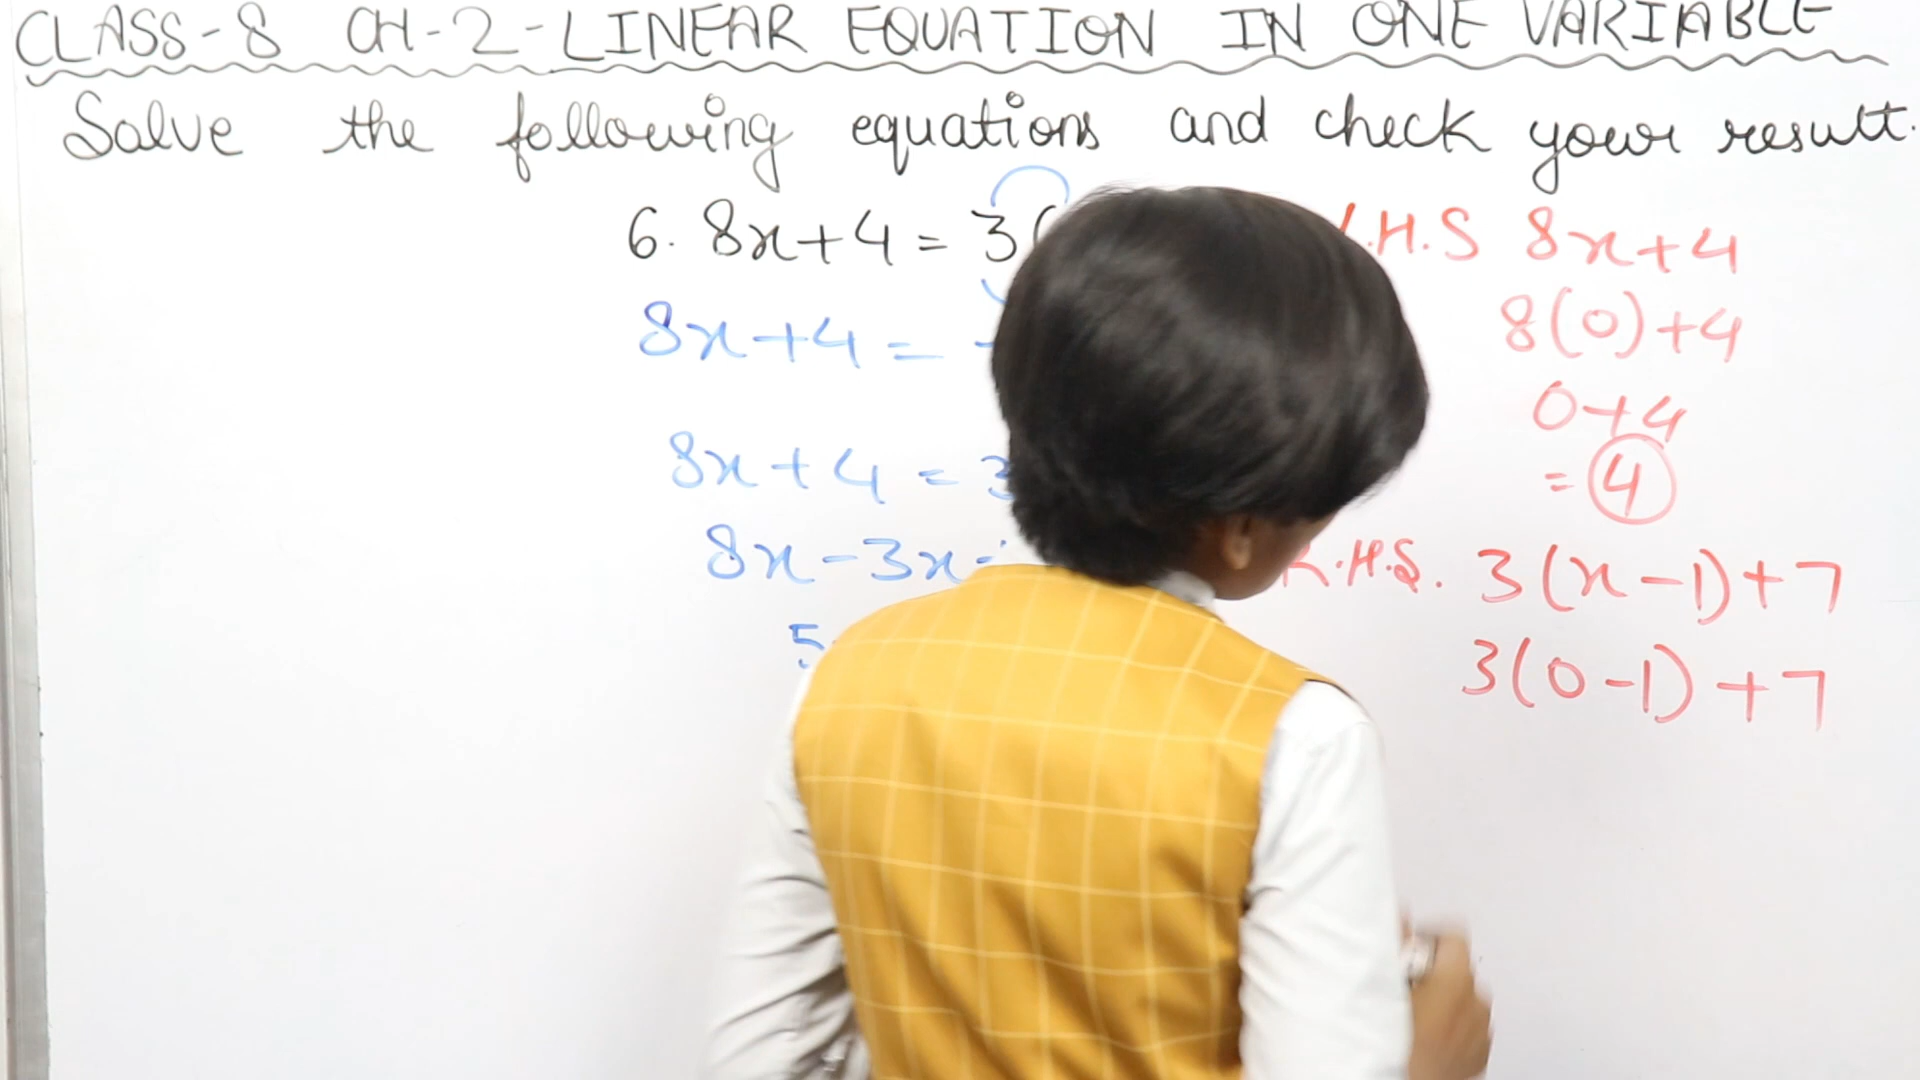 CLASS-8 CH-2-LINEAR EQUATION IN ONE VARIABLE
Solve the following equations and check your result.
6. 8x+4 = 3(
8x+4 =
8x+4 = 3
8x-3x
5
L.H.S 8x+4
8(0)+4
0+4
= 4
R.H.S. 3(x-1)+7
3(0-1)+7